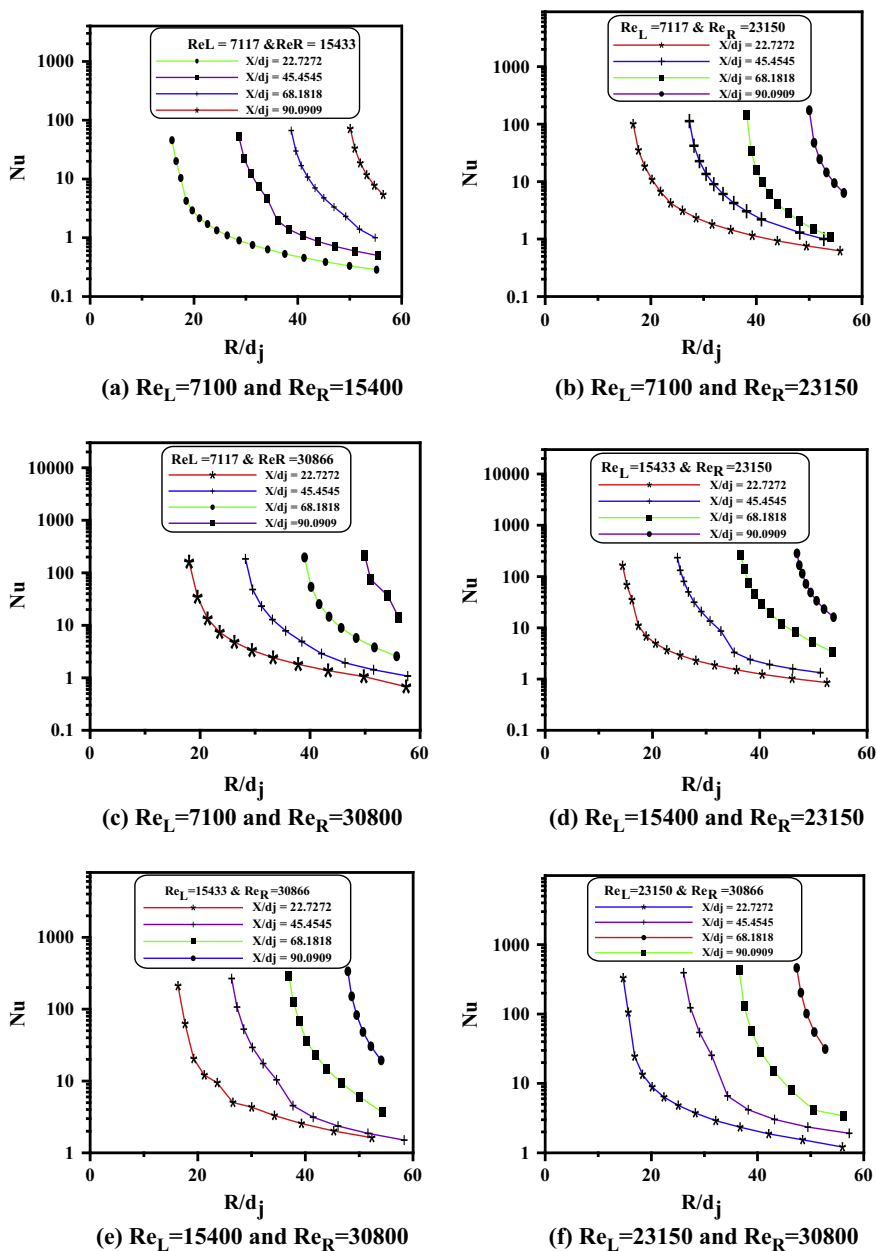 ReL = 7117 &ReR = 15433
X/dj = 22.7272
X/dj = 45.4545
X/dj = 68.1818
X/dj = 90.0909
1000
100
10
1
0.1
Nu
0
20
40
60
R/dj
(a) ReL=7100 and ReR=15400
ReL =7117 & ReR =23150
X/dj = 22.7272
X/dj = 45.4545
X/dj = 68.1818
X/dj = 90.0909
1000
100
10
1
0.1
Nu
0
20
40
60
R/dj
(b) ReL=7100 and ReR=23150
ReL =7117 & ReR =30866
X/dj = 22.7272
X/dj = 45.4545
X/dj = 68.1818
X/dj =90.0909
10000
1000
100
10
1
0.1
Nu
0
20
40
60
R/dj
(c) ReL=7100 and ReR=30800
ReL=15433 & ReR=23150
X/dj = 22.7272
X/dj = 45.4545
X/dj = 68.1818
X/dj = 90.0909
10000
1000
100
10
1
0.1
Nu
0
20
40
60
R/dj
(d) ReL=15400 and ReR=23150
ReL=15433 & ReR=30866
X/dj = 22.7272
X/dj = 45.4545
X/dj = 68.1818
X/dj = 90.0909
1000
100
10
1
Nu
0
20
40
60
R/dj
(e) ReL=15400 and ReR=30800
ReL=23150 & ReR=30866
X/dj = 22.7272
X/dj = 45.4545
X/dj = 68.1818
X/dj = 90.0909
1000
100
10
1
Nu
0
20
40
60
R/dj
(f) ReL=23150 and ReR=30800